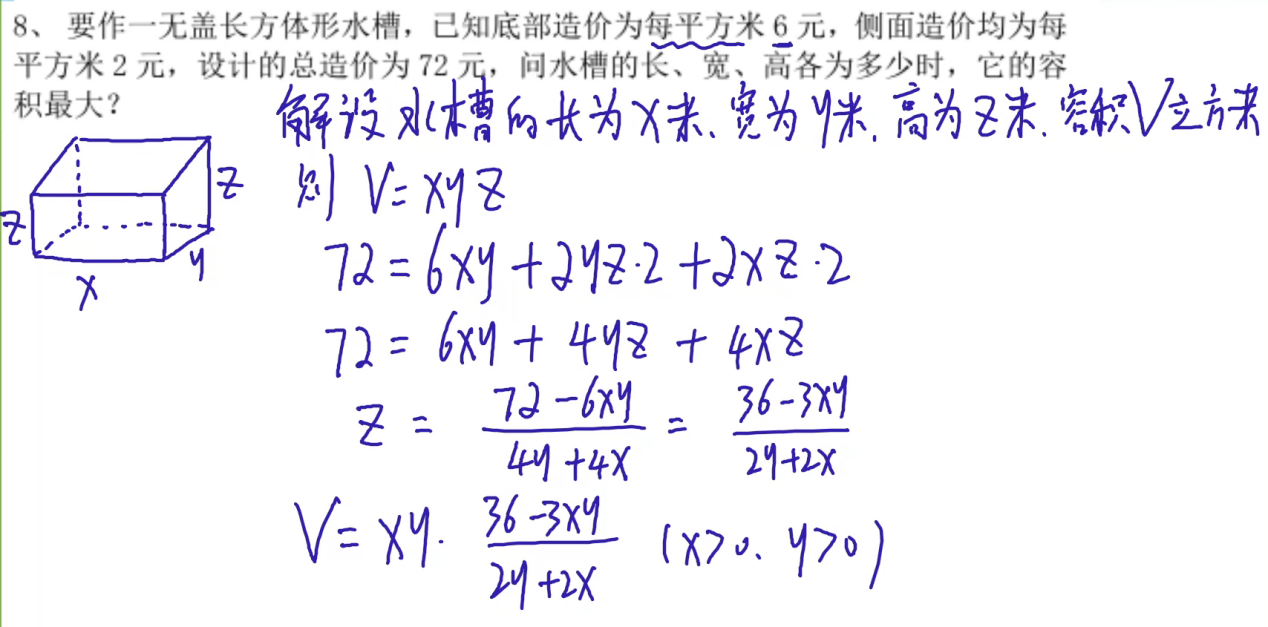 8、要作一无盖长方体形水槽，已知底部造价为每平方米 6 元，侧面造价均为每
平方米 2 元，设计的总造价为 72 元，问水槽的长、宽、高各为多少时，它的容
积最大？
解设水槽的长为x米、宽为y米，高为z米、容积V立方米
则 V=xyz
z
z
x
y
72=6xy+2yz·2+2xz·2
72=6xy+4yz+4xz
z = (72-6xy)/(4y+4x) = (36-3xy)/(2y+2x)
V=xy·(36-3xy)/(2y+2x) (x>0、y>0)